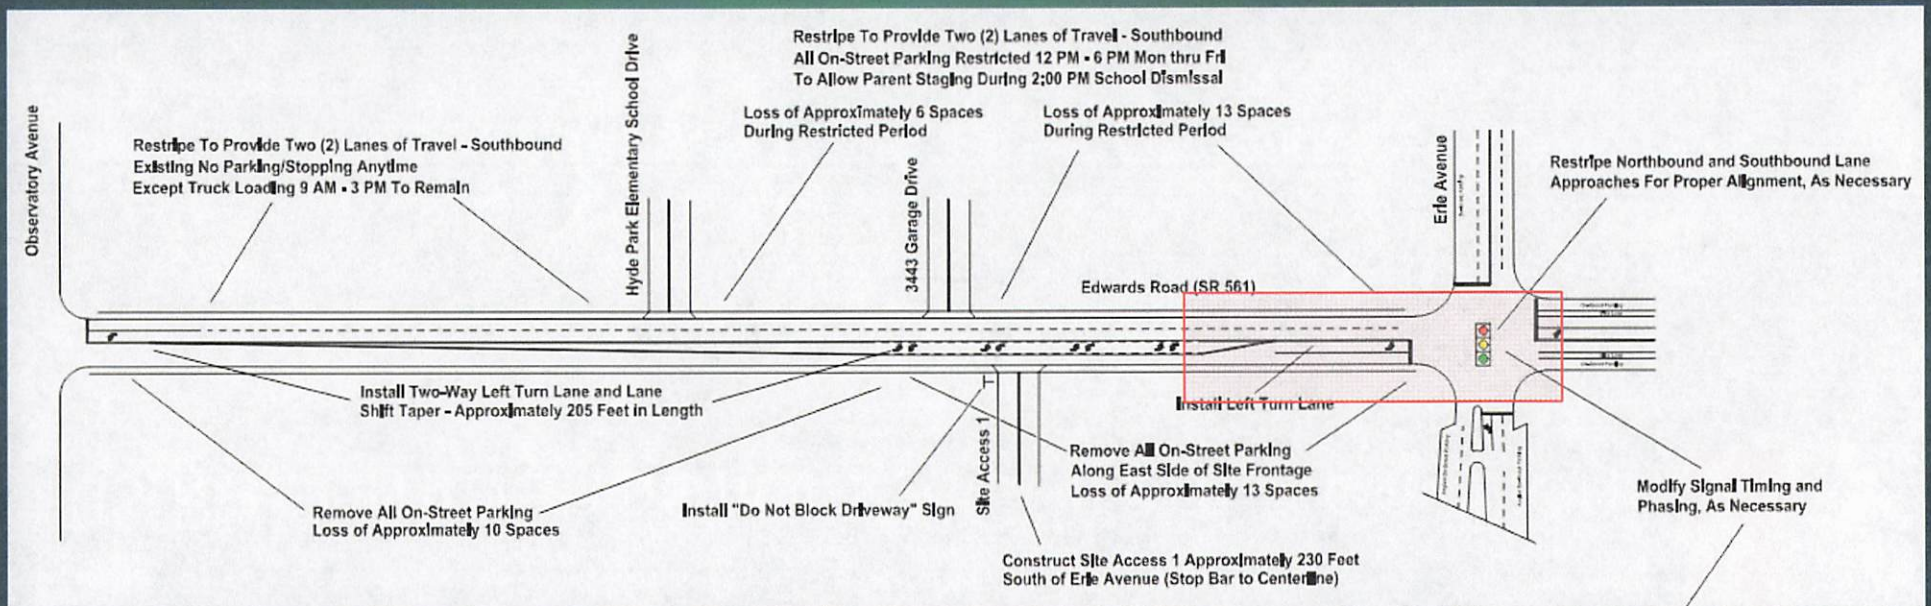 Restripe To Provide Two (2) Lanes of Travel - Southbound
All On-Street Parking Restricted 12 PM - 6 PM Mon thru Fri
To Allow Parent Staging During 2:00 PM School Dismissal
Loss of Approximately 6 Spaces
During Restricted Period
Loss of Approximately 13 Spaces
During Restricted Period
Restripe To Provide Two (2) Lanes of Travel - Southbound
Existing No Parking/Stopping Anytime
Except Truck Loading 9 AM - 3 PM To Remain
Observatory Avenue
Hyde Park Elementary School Drive
3443 Garage Drive
Erie Avenue
Restripe Northbound and Southbound Lane
Approaches For Proper Alignment, As Necessary
Edwards Road (SR 561)
Install Two-Way Left Turn Lane and Lane
Shift Taper - Approximately 205 Feet in Length
Install Left Turn Lane
Site Access 1
Remove All On-Street Parking
Along East Side of Site Frontage
Loss of Approximately 13 Spaces
Remove All On-Street Parking
Loss of Approximately 10 Spaces
Install "Do Not Block Driveway" Sign
Modify Signal Timing and
Phasing, As Necessary
Construct Site Access 1 Approximately 230 Feet
South of Erie Avenue (Stop Bar to Centerline)